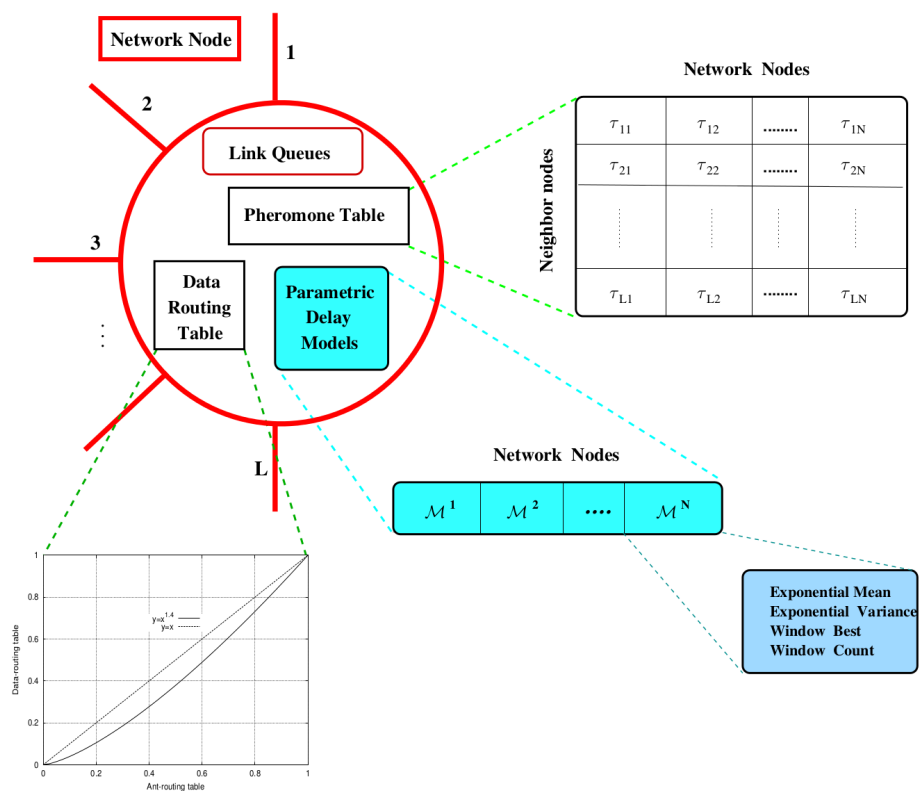 Network Node
1
2
3
⋮
L
Link Queues
Pheromone Table
Data
Routing
Table
Parametric
Delay
Models
Network Nodes
Neighbor nodes
τ11 τ12 ........ τ1N
τ21 τ22 ........ τ2N
τL1 τL2 ........ τLN
Network Nodes
M^1 M^2 .... M^N
Exponential Mean
Exponential Variance
Window Best
Window Count
y=x^1.4
y=x
Data-routing table
1
0.8
0.6
0.4
0.2
0
0 0.2 0.4 0.6 0.8 1
Ant-routing table